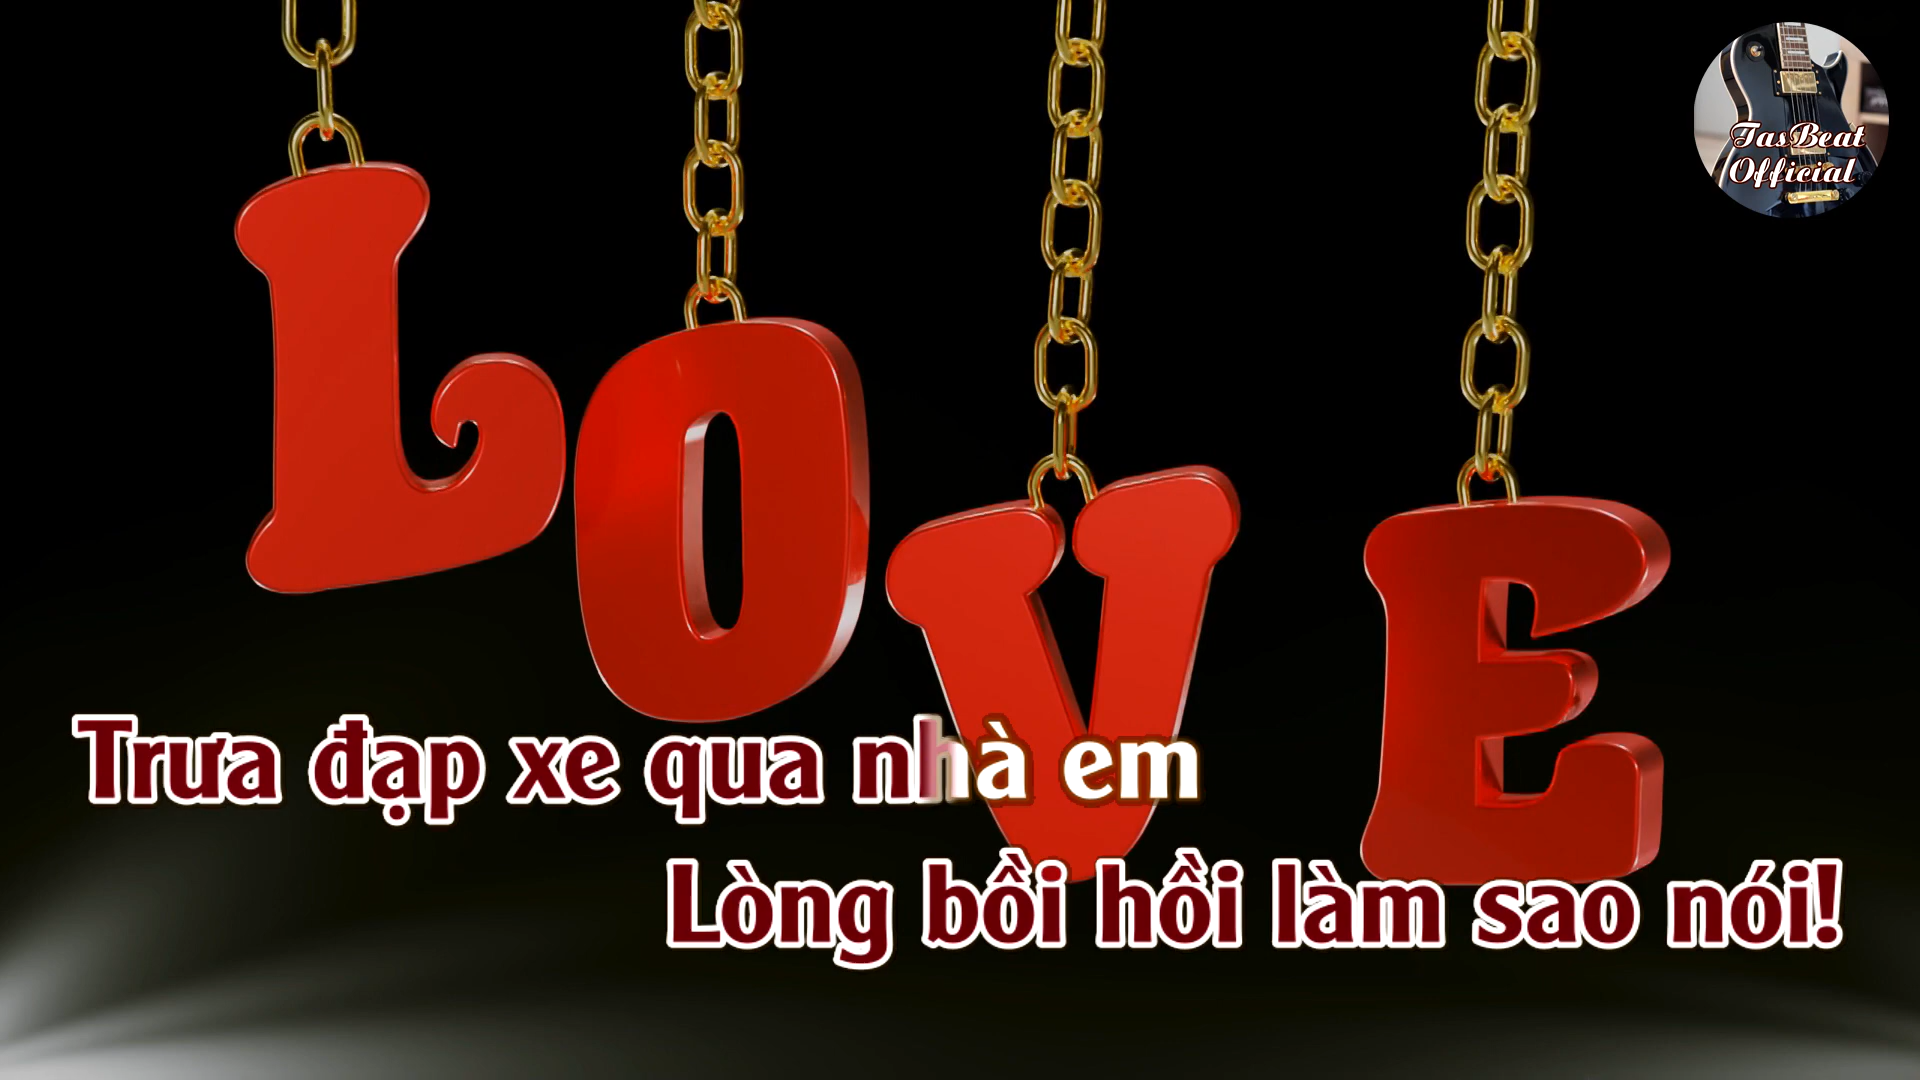 TasBeat
Official
LOVE
Trưa đạp xe qua nhà em
Lòng bồi hồi làm sao nói!